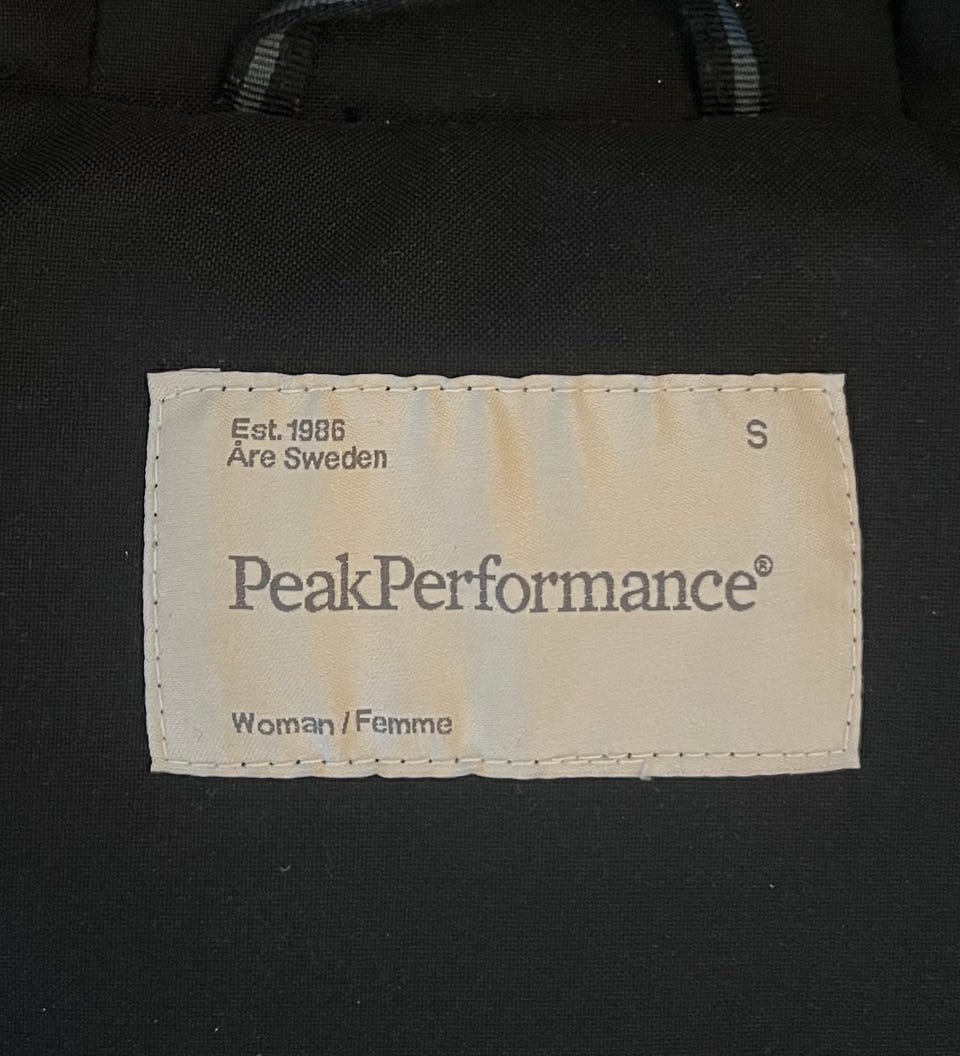 Est. 1986
Åre Sweden
S
PeakPerformance®
Woman / Femme